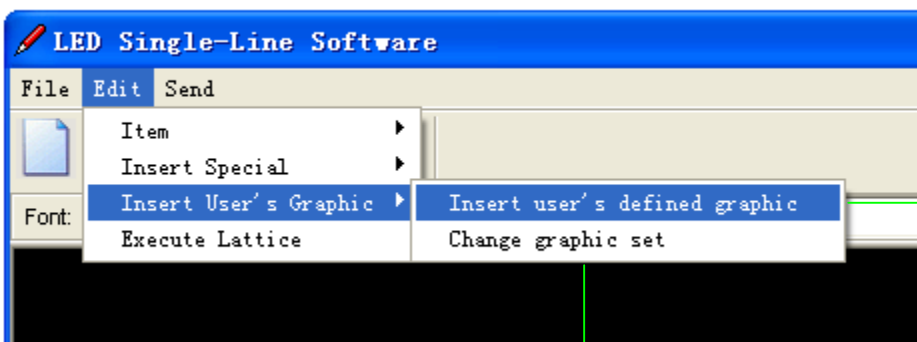 LED Single-Line Software
File Edit Send
Item
Insert Special
Insert User's Graphic Insert user's defined graphic
Font:
Execute Lattice Change graphic set